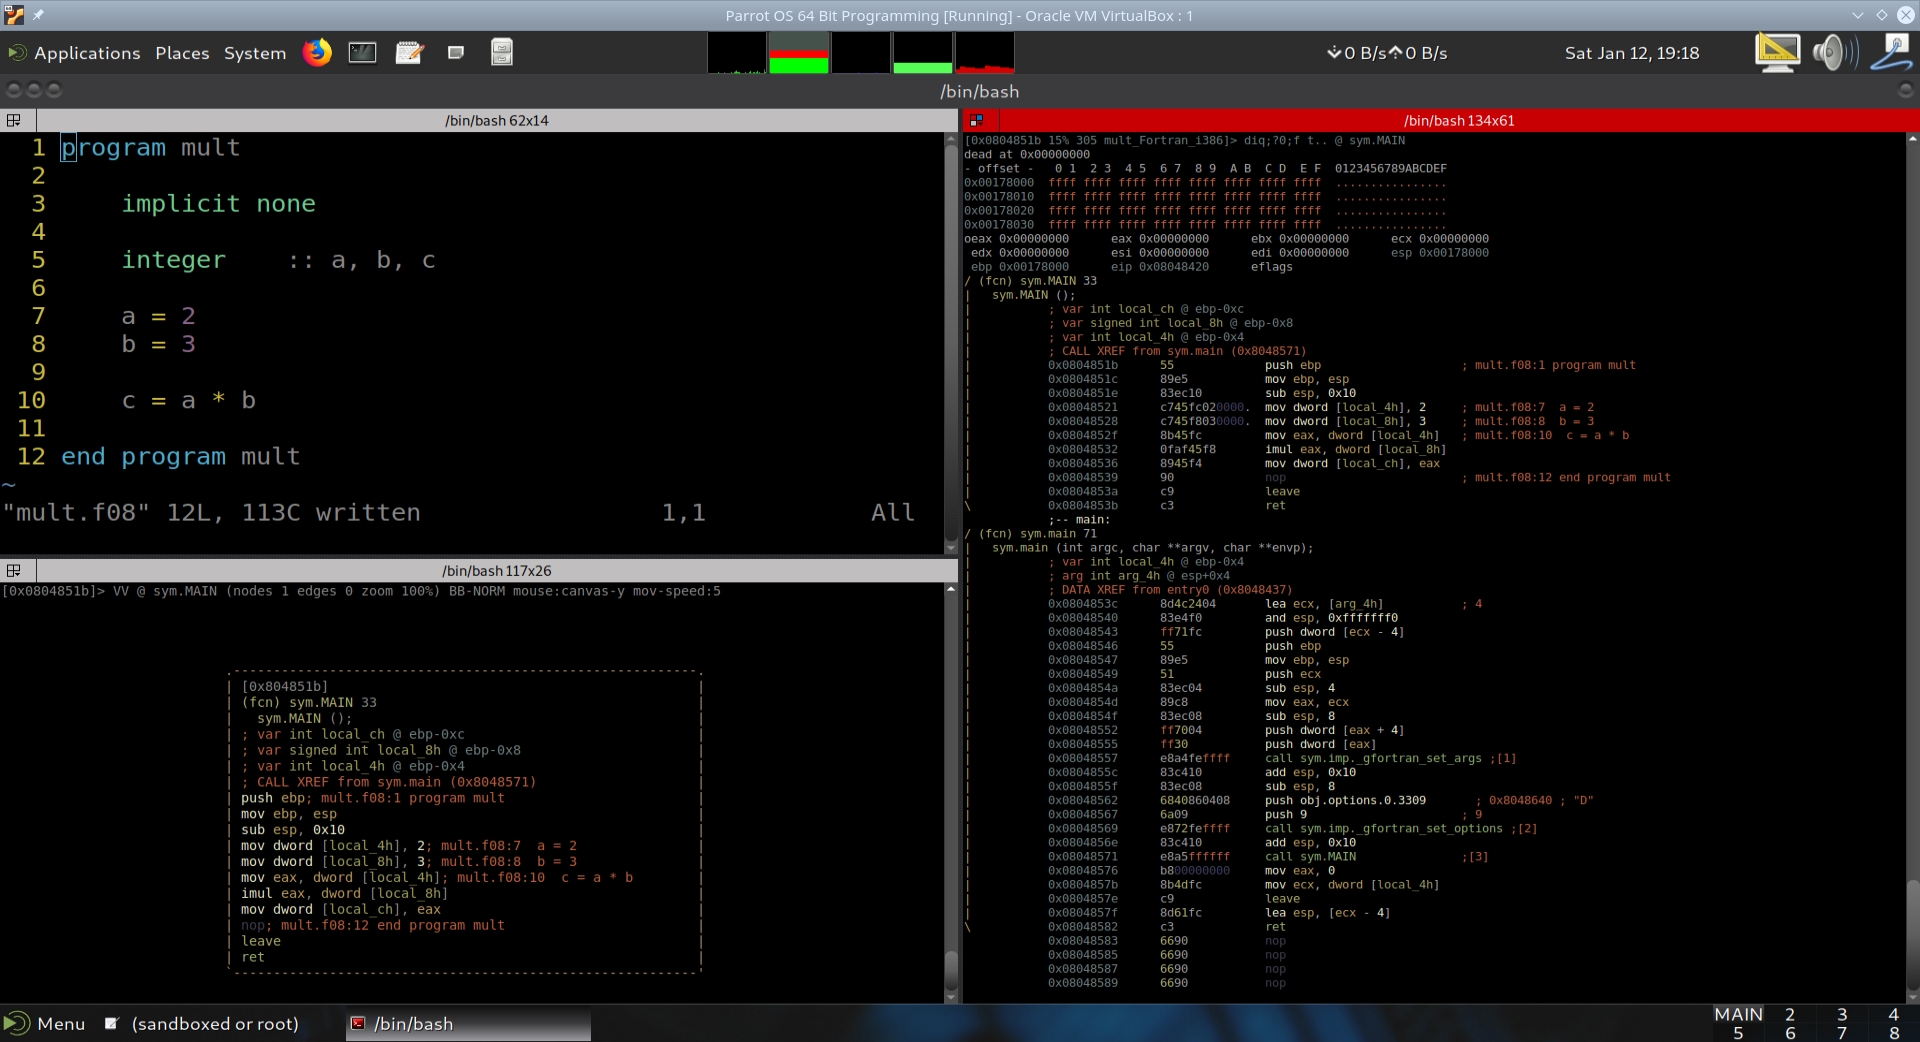 Parrot OS 64 Bit Programming [Running] - Oracle VM VirtualBox : 1
Applications Places System
0 B/s 0 B/s
Sat Jan 12, 19:18
/bin/bash
/bin/bash 62x14
1 program mult
2
3 implicit none
4
5 integer :: a, b, c
6
7 a = 2
8 b = 3
9
10 c = a * b
11
12 end program mult
~
"mult.f08" 12L, 113C written 1,1 All
/bin/bash 117x26
[0x0804851b]> VV @ sym.MAIN (nodes 1 edges 0 zoom 100%) BB-NORM mouse:canvas-y mov-speed:5
[0x804851b]
(fcn) sym.MAIN 33
sym.MAIN ();
; var int local_ch @ ebp-0xc
; var signed int local_8h @ ebp-0x8
; var int local_4h @ ebp-0x4
; CALL XREF from sym.main (0x8048571)
push ebp; mult.f08:1 program mult
mov ebp, esp
sub esp, 0x10
mov dword [local_4h], 2; mult.f08:7 a = 2
mov dword [local_8h], 3; mult.f08:8 b = 3
mov eax, dword [local_4h]; mult.f08:10 c = a * b
imul eax, dword [local_8h]
mov dword [local_ch], eax
nop; mult.f08:12 end program mult
leave
ret
/bin/bash 134x61
[0x0804851b 15% 305 mult_Fortran_i386]> diq;?0;f t.. @ sym.MAIN
dead at 0x00000000
- offset - 0 1 2 3 4 5 6 7 8 9 A B C D E F 0123456789ABCDEF
0x00178000 ffff ffff ffff ffff ffff ffff ffff ffff ................
0x00178010 ffff ffff ffff ffff ffff ffff ffff ffff ................
0x00178020 ffff ffff ffff ffff ffff ffff ffff ffff ................
0x00178030 ffff ffff ffff ffff ffff ffff ffff ffff ................
oeax 0x00000000 eax 0x00000000 ebx 0x00000000 ecx 0x00000000
edx 0x00000000 esi 0x00000000 edi 0x00000000 esp 0x00178000
ebp 0x00178000 eip 0x08048420 eflags
/ (fcn) sym.MAIN 33
| sym.MAIN ();
| ; var int local_ch @ ebp-0xc
| ; var signed int local_8h @ ebp-0x8
| ; var int local_4h @ ebp-0x4
| ; CALL XREF from sym.main (0x8048571)
| 0x0804851b 55 push ebp ; mult.f08:1 program mult
| 0x0804851c 89e5 mov ebp, esp
| 0x0804851e 83ec10 sub esp, 0x10
| 0x08048521 c745fc020000. mov dword [local_4h], 2 ; mult.f08:7 a = 2
| 0x08048528 c745f8030000. mov dword [local_8h], 3 ; mult.f08:8 b = 3
| 0x0804852f 8b45fc mov eax, dword [local_4h] ; mult.f08:10 c = a * b
| 0x08048532 0faf45f8 imul eax, dword [local_8h]
| 0x08048536 8945f4 mov dword [local_ch], eax
| 0x08048539 90 nop ; mult.f08:12 end program mult
| 0x0804853a c9 leave
\ 0x0804853b c3 ret
;-- main:
/ (fcn) sym.main 71
| sym.main (int argc, char **argv, char **envp);
| ; var int local_4h @ ebp-0x4
| ; arg int arg_4h @ esp+0x4
| ; DATA XREF from entry0 (0x8048437)
| 0x0804853c 8d4c2404 lea ecx, [arg_4h] ; 4
| 0x08048540 83e4f0 and esp, 0xfffffff0
| 0x08048543 ff71fc push dword [ecx - 4]
| 0x08048546 55 push ebp
| 0x08048547 89e5 mov ebp, esp
| 0x08048549 51 push ecx
| 0x0804854a 83ec04 sub esp, 4
| 0x0804854d 89c8 mov eax, ecx
| 0x0804854f 83ec08 sub esp, 8
| 0x08048552 ff7004 push dword [eax + 4]
| 0x08048555 ff30 push dword [eax]
| 0x08048557 e8a4feffff call sym.imp._gfortran_set_args ;[1]
| 0x0804855c 83c410 add esp, 0x10
| 0x0804855f 83ec08 sub esp, 8
| 0x08048562 6840860408 push obj.options.0.3309 ; 0x8048640 ; "D"
| 0x08048567 6a09 push 9 ; 9
| 0x08048569 e872feffff call sym.imp._gfortran_set_options ;[2]
| 0x0804856e 83c410 add esp, 0x10
| 0x08048571 e8a5ffffff call sym.MAIN ;[3]
| 0x08048576 b800000000 mov eax, 0
| 0x0804857b 8b4dfc mov ecx, dword [local_4h]
| 0x0804857e c9 leave
| 0x0804857f 8d61fc lea esp, [ecx - 4]
\ 0x08048582 c3 ret
0x08048583 6690 nop
0x08048585 6690 nop
0x08048587 6690 nop
0x08048589 6690 nop
Menu (sandboxed or root) /bin/bash
MAIN 2 3 4
5 6 7 8